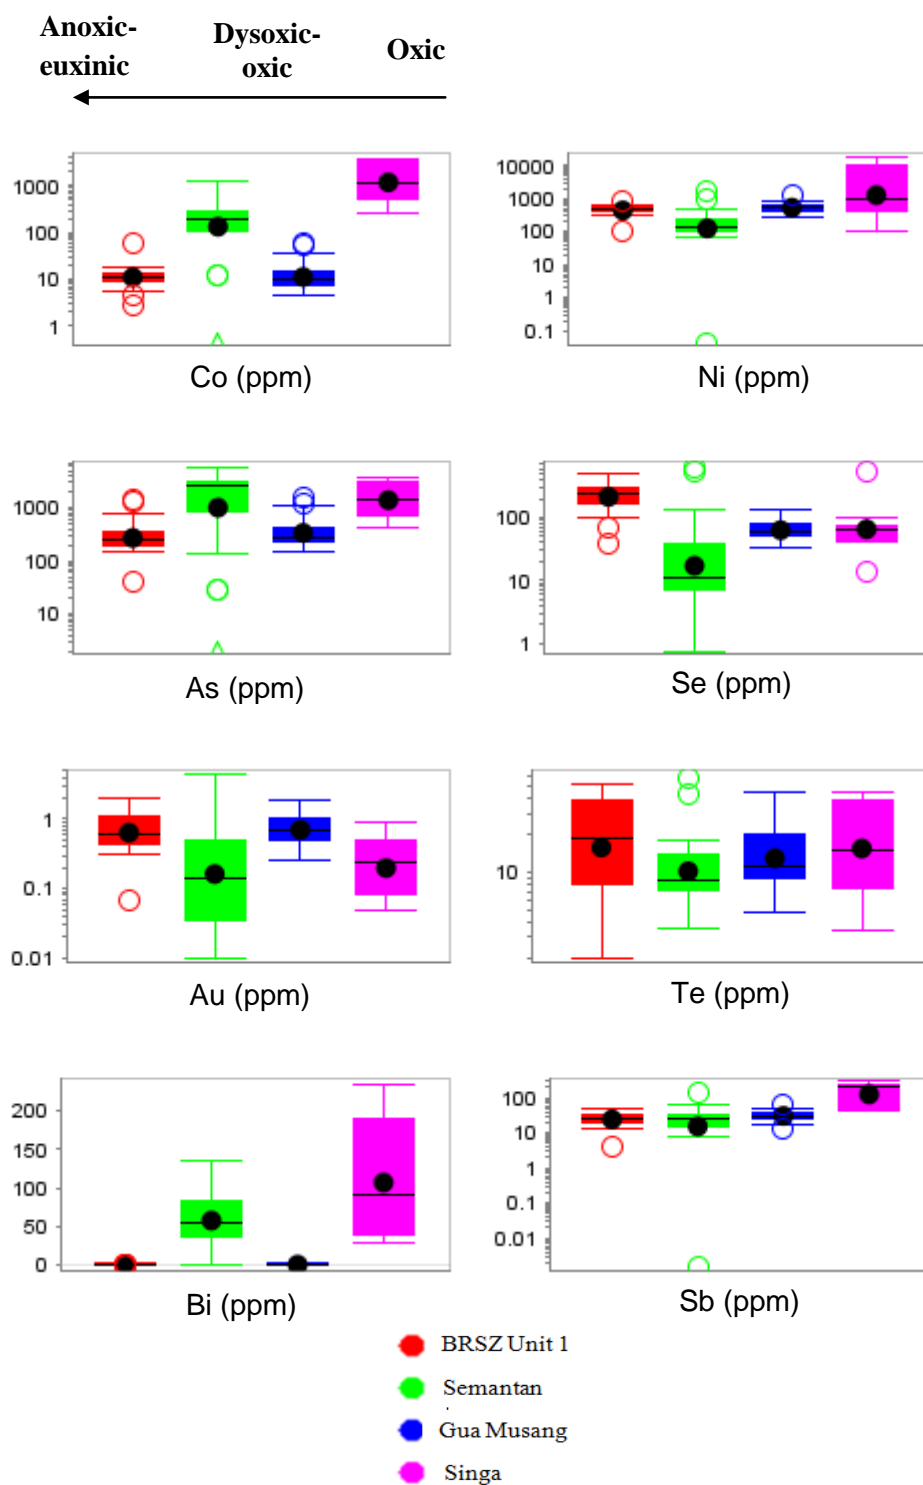 Anoxic-
euxinic
Dysoxic-
oxic
Oxic
1000
100
10
1
Co (ppm)
10000
1000
100
10
1
0.1
Ni (ppm)
1000
100
10
As (ppm)
100
10
1
Se (ppm)
1
0.1
0.01
Au (ppm)
10
Te (ppm)
200
150
100
50
0
Bi (ppm)
100
10
1
0.1
0.01
Sb (ppm)
BRSZ Unit 1
Semantan
Gua Musang
Singa